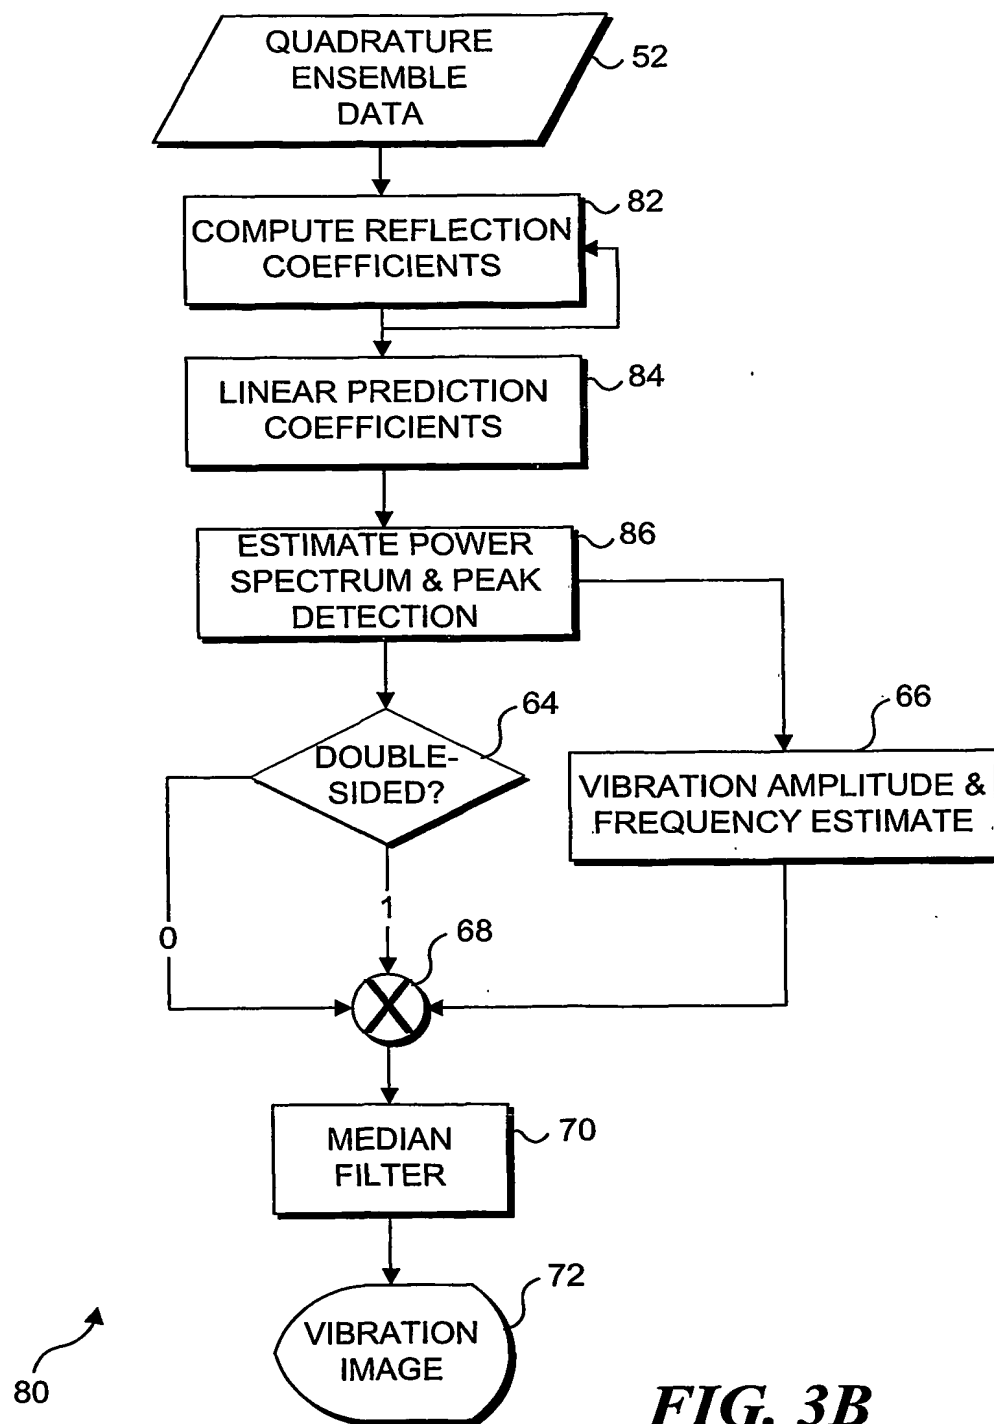 QUADRATURE
ENSEMBLE
DATA
52
82
COMPUTE REFLECTION
COEFFICIENTS
84
LINEAR PREDICTION
COEFFICIENTS
86
ESTIMATE POWER
SPECTRUM & PEAK
DETECTION
64
66
DOUBLE-
SIDED?
VIBRATION AMPLITUDE &
FREQUENCY ESTIMATE
1
0
68
MEDIAN
FILTER
70
72
VIBRATION
IMAGE
80
FIG. 3B